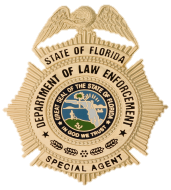 STATE OF FLORIDA
DEPARTMENT OF LAW ENFORCEMENT
GREAT SEAL OF THE STATE OF FLORIDA
IN GOD WE TRUST
SPECIAL AGENT